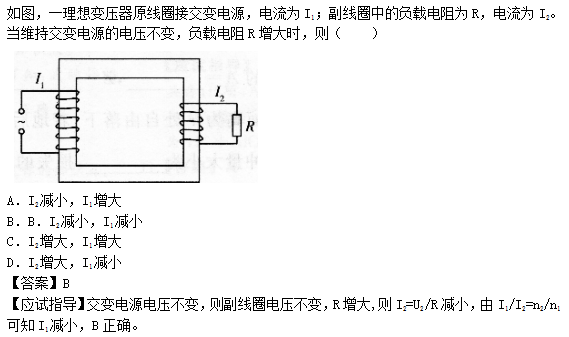 如图，一理想变压器原线圈接交变电源，电流为I₁；副线圈中的负载电阻为R，电流为I₂。
当维持交变电源的电压不变，负载电阻R增大时，则（  ）
I₁
I₂
~
R
A．I₂减小，I₁增大
B．B．I₂减小，I₁减小
C．I₂增大，I₁增大
D．I₂增大，I₁减小
【答案】B
【应试指导】交变电源电压不变，则副线圈电压不变，R增大,则 I₂=U₂/R减小，由 I₁/I₂=n₂/n₁
可知I₁减小，B正确。